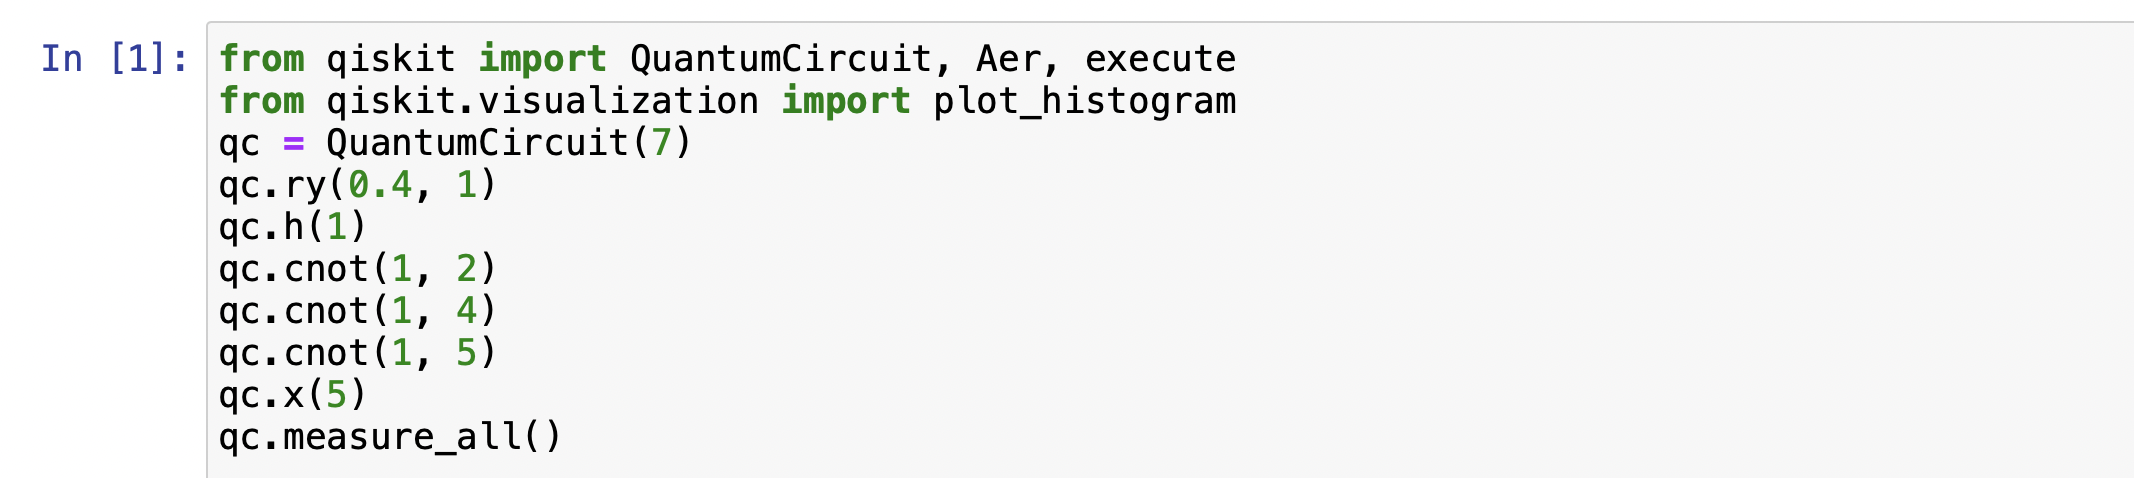 In [1]: from qiskit import QuantumCircuit, Aer, execute
from qiskit.visualization import plot_histogram
qc = QuantumCircuit(7)
qc.ry(0.4, 1)
qc.h(1)
qc.cnot(1, 2)
qc.cnot(1, 4)
qc.cnot(1, 5)
qc.x(5)
qc.measure_all()